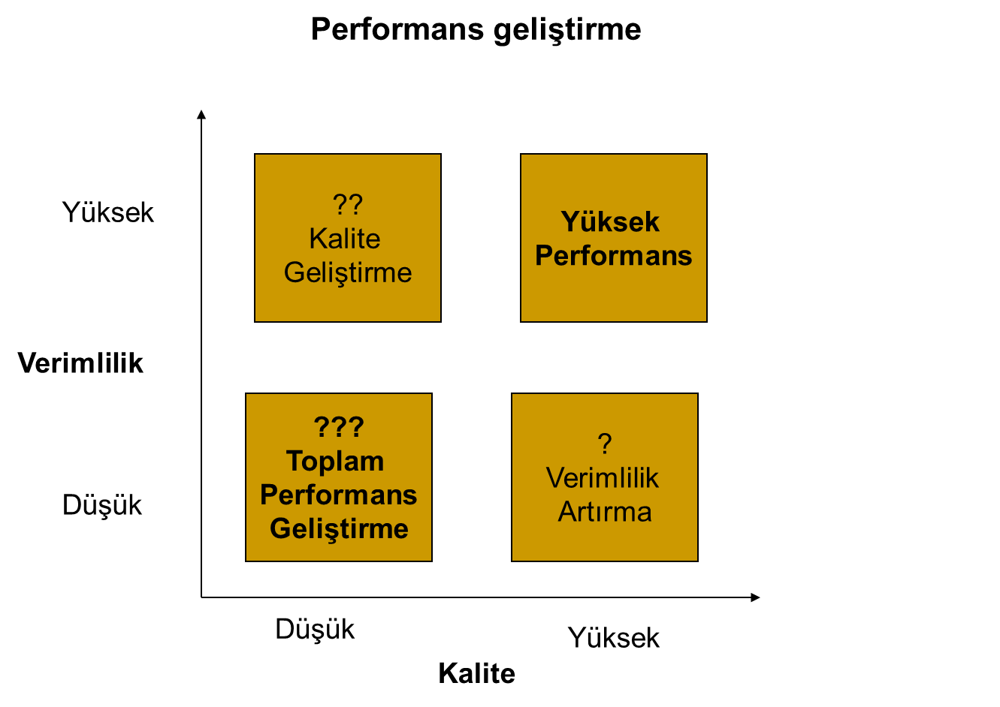 Performans geliştirme
Yüksek
??
Kalite
Geliştirme
Yüksek
Performans
Verimlilik
Düşük
???
Toplam
Performans
Geliştirme
?
Verimlilik
Artırma
Düşük
Yüksek
Kalite